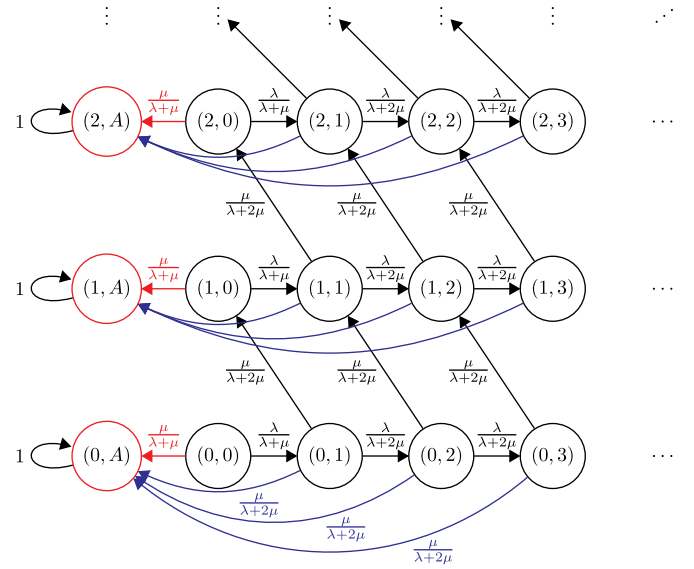 ⋮ ⋮ ⋮ ⋮ ⋮ ⋰
μ/(λ+μ) λ/(λ+μ) λ/(λ+2μ) λ/(λ+2μ)
1 (2, A) (2, 0) (2, 1) (2, 2) (2, 3) ⋯
μ/(λ+2μ) μ/(λ+2μ) μ/(λ+2μ)
μ/(λ+μ) λ/(λ+μ) λ/(λ+2μ) λ/(λ+2μ)
1 (1, A) (1, 0) (1, 1) (1, 2) (1, 3) ⋯
μ/(λ+2μ) μ/(λ+2μ) μ/(λ+2μ)
μ/(λ+μ) λ/(λ+μ) λ/(λ+2μ) λ/(λ+2μ)
1 (0, A) (0, 0) (0, 1) (0, 2) (0, 3) ⋯
μ/(λ+2μ)
μ/(λ+2μ)
μ/(λ+2μ)